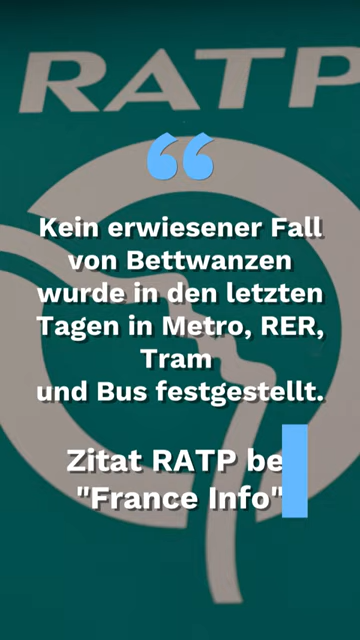 RATP
“
Kein erwiesener Fall
von Bettwanzen
wurde in den letzten
Tagen in Metro, RER,
Tram
und Bus festgestellt.
Zitat RATP be
"France Info"